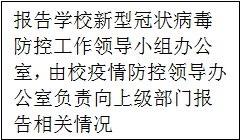 报告学校新型冠状病毒
防控工作领导小组办公
室，由校疫情防控领导办
公室负责向上级部门报
告相关情况